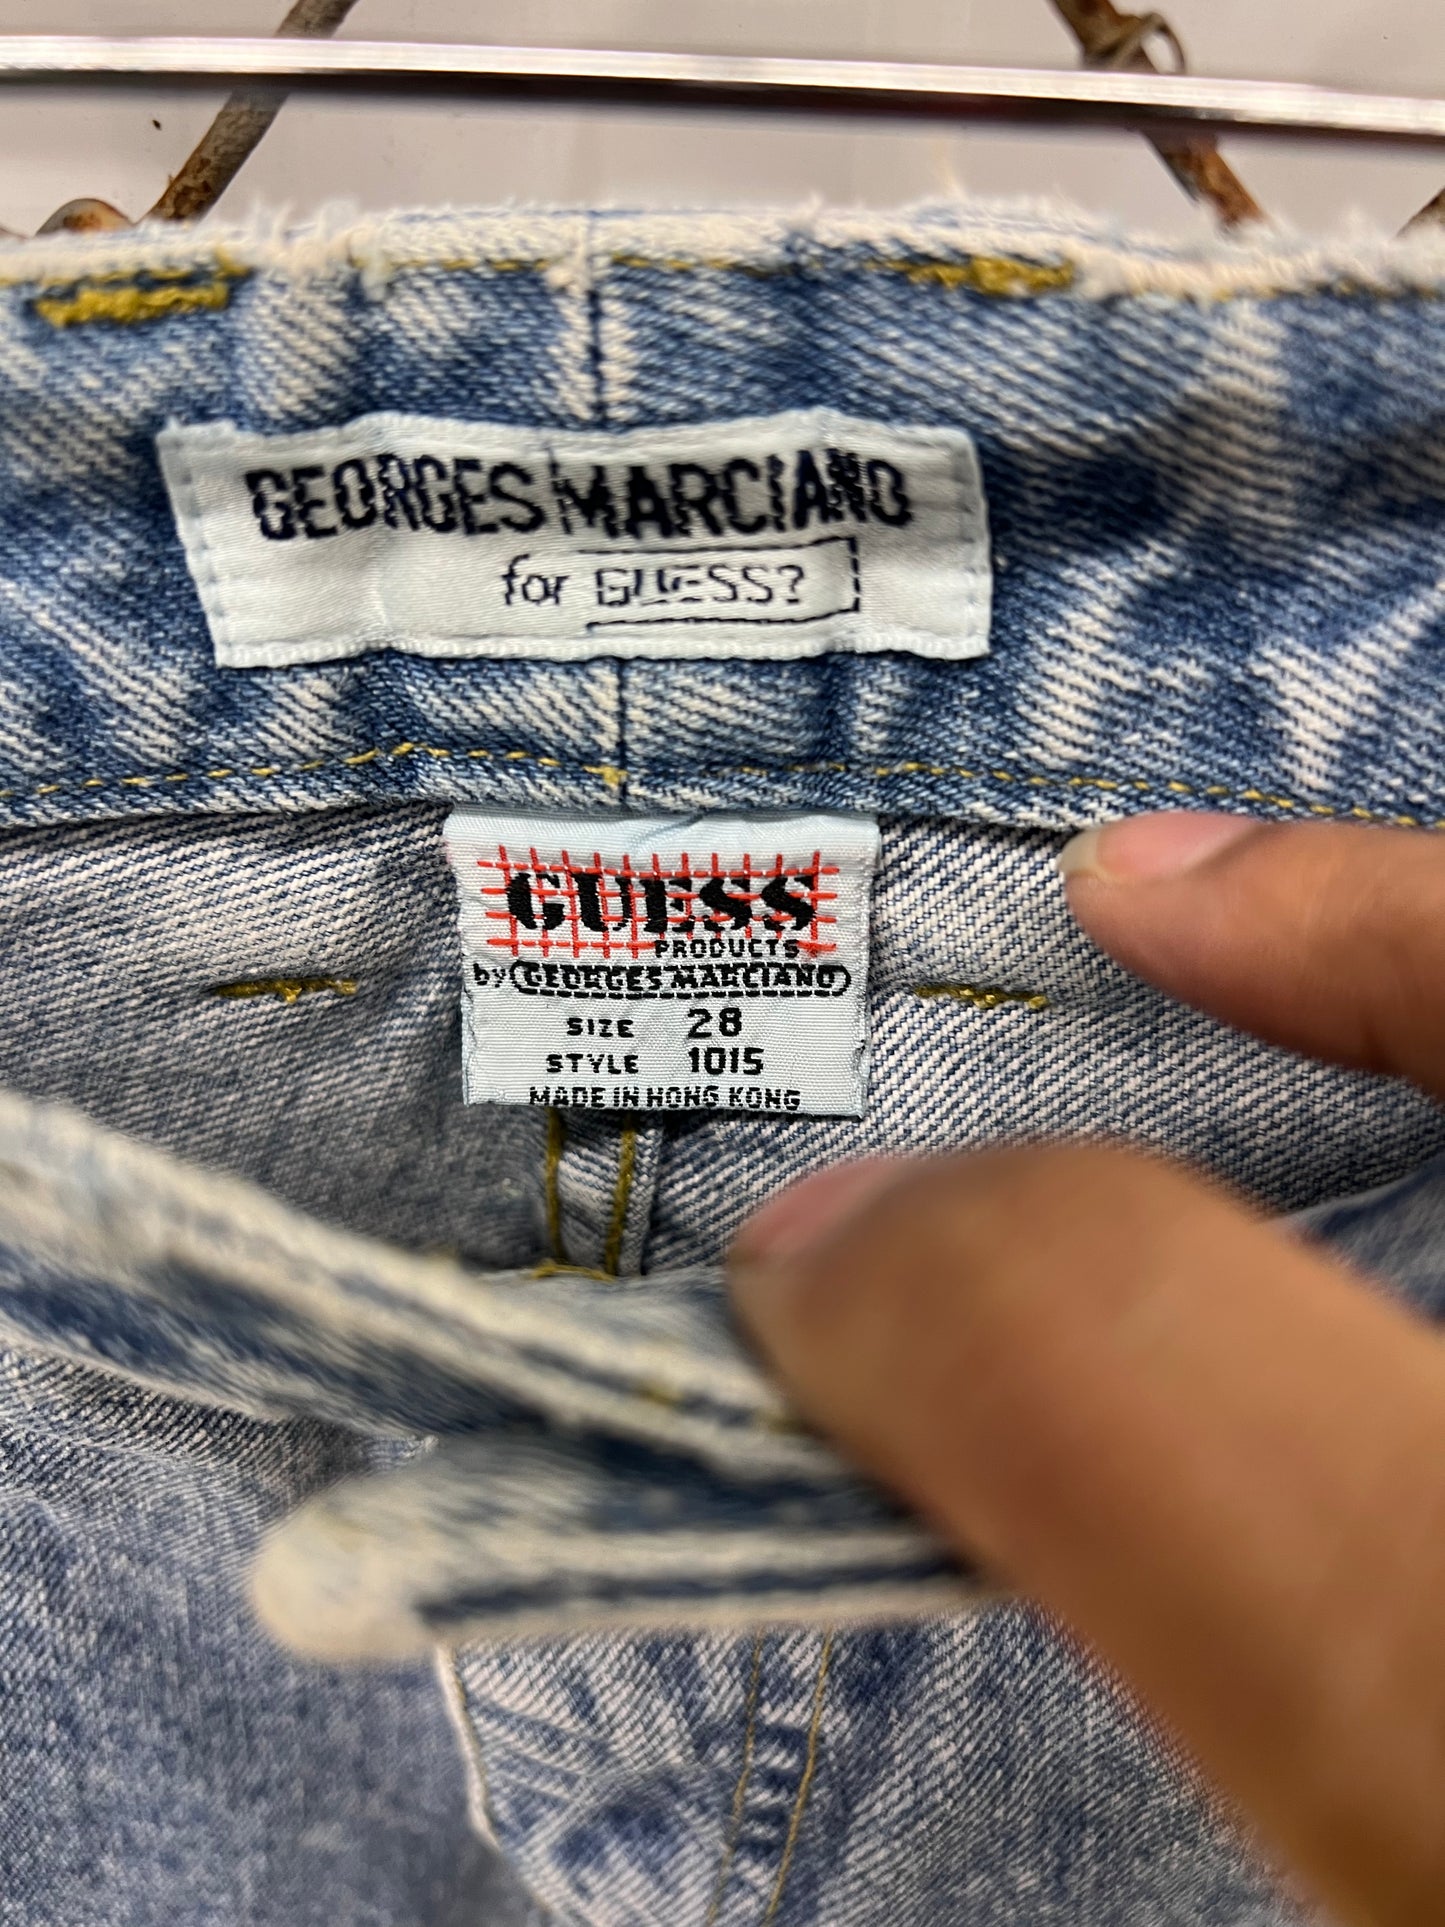 GEORGES MARCIANO
for GUESS?
GUESS
PRODUCTS
by GEORGES MARCIANO
SIZE 28
STYLE 1015
MADE IN HONG KONG